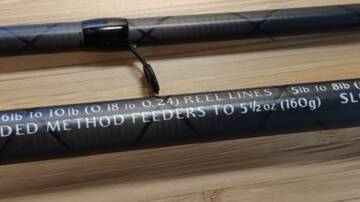 6lb to 10lb (0.18 to 0.24) REEL LINES 5lb to 8lb (
DED METHOD FEEDERS TO 5½oz (160g) SL